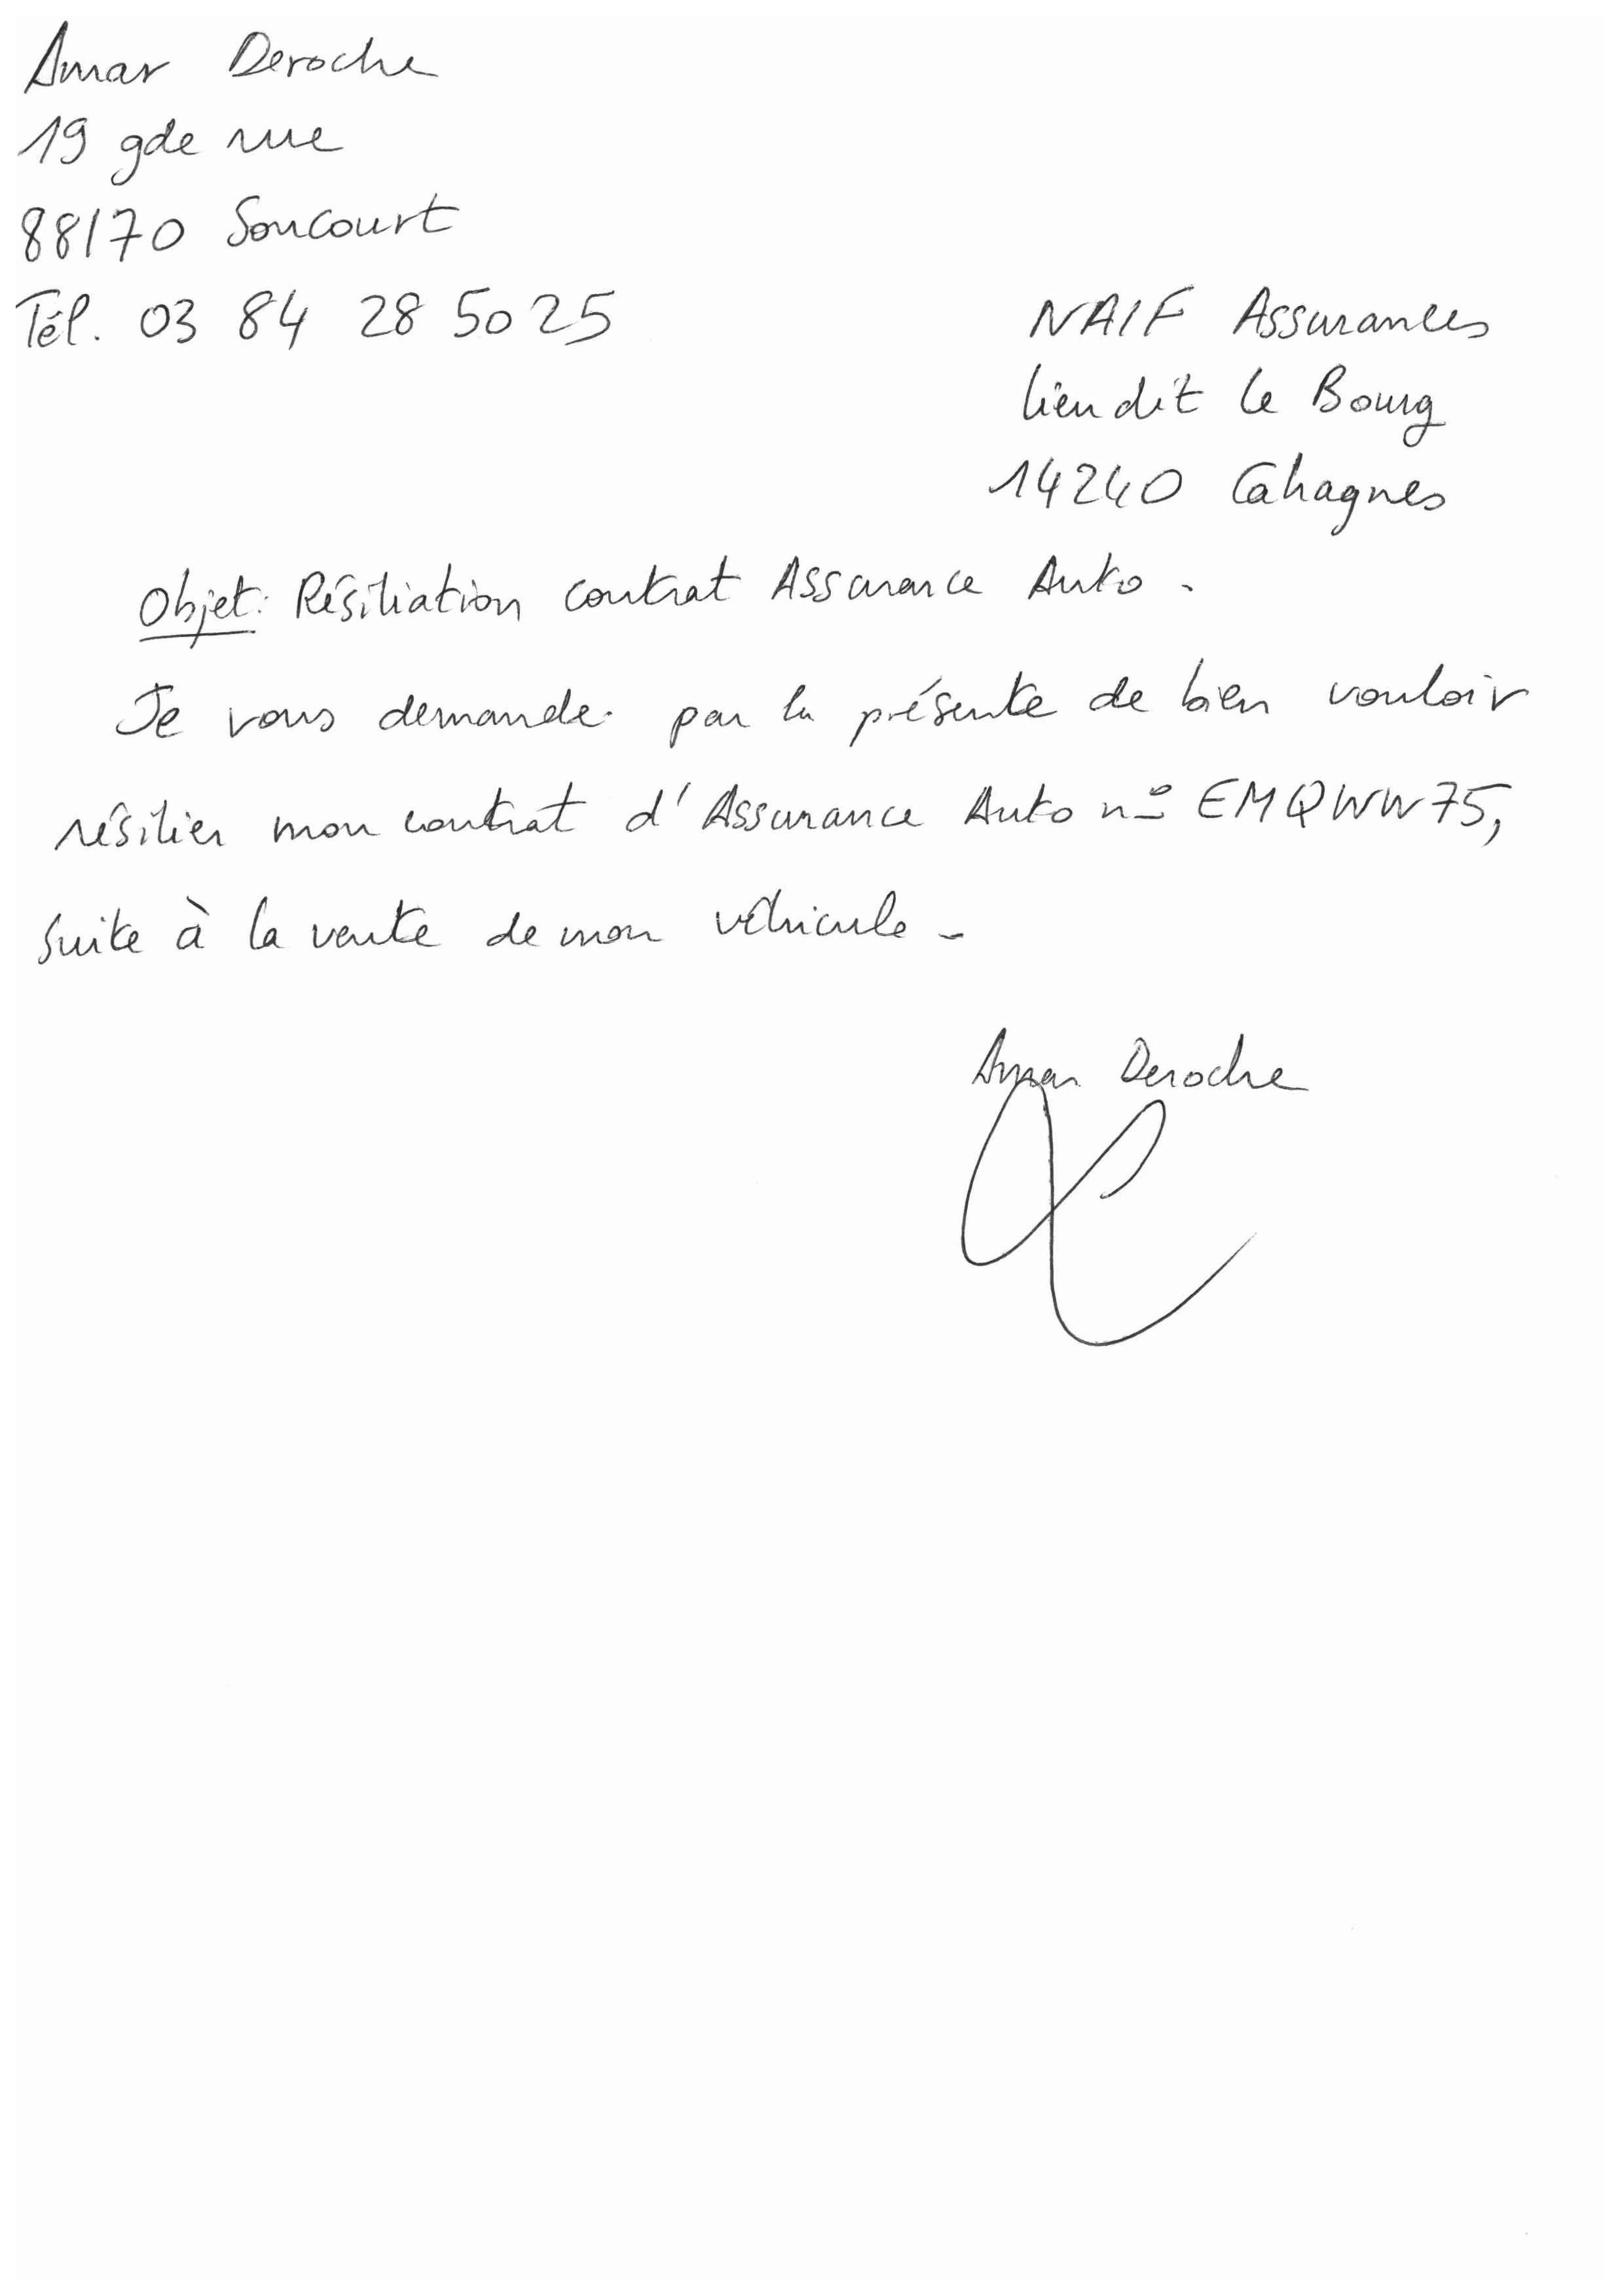 Amar Deroche
19 gde rue
88170 Soncourt
Tél. 03 84 28 50 25
NAIF Assurances
lieu dit le Bourg
14240 Cahagnes
Objet: Résiliation contrat Assurance Auto.
Je vous demande par la présente de bien vouloir
résilier mon contrat d'Assurance Auto n° EMQWW75,
suite à la vente de mon véhicule.
Amar Deroche